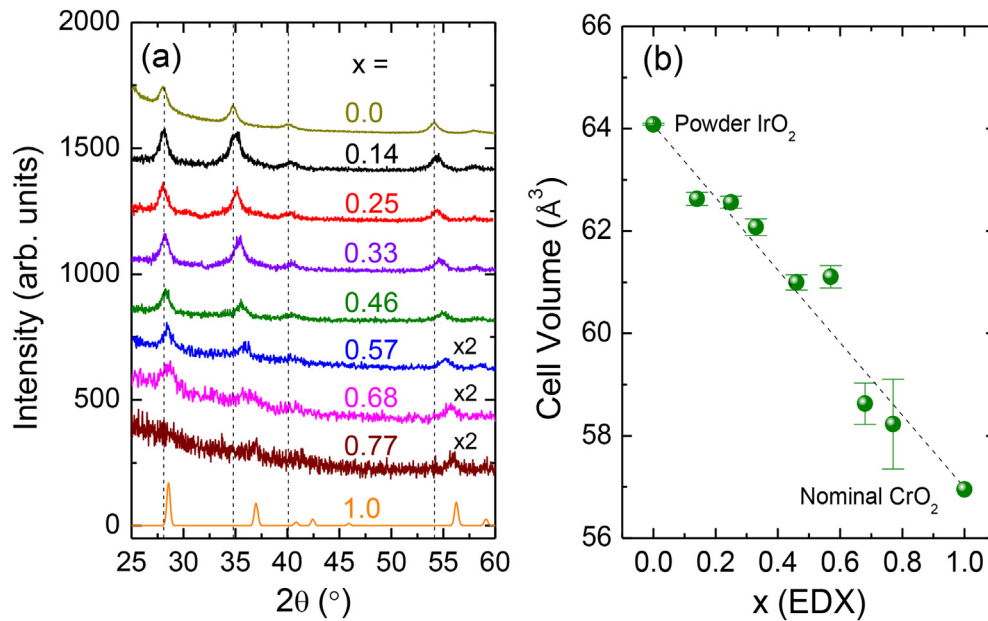 (a)
x =
0.0
0.14
0.25
0.33
0.46
0.57
x2
0.68
x2
0.77
x2
1.0
2000
1500
1000
500
0
25 30 35 40 45 50 55 60
Intensity (arb. units)
2θ (°)
(b)
Powder IrO₂
Nominal CrO₂
66
64
62
60
58
56
0.0 0.2 0.4 0.6 0.8 1.0
Cell Volume (Å³)
x (EDX)